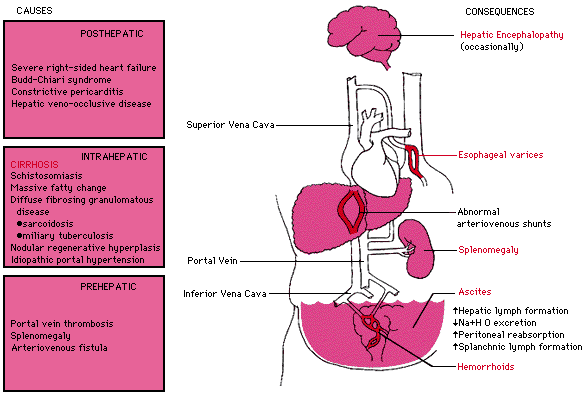 CAUSES
POSTHEPATIC
Severe right-sided heart failure
Budd-Chiari syndrome
Constrictive pericarditis
Hepatic veno-occlusive disease
INTRAHEPATIC
CIRRHOSIS
Schistosomiasis
Massive fatty change
Diffuse fibrosing granulomatous
disease
●sarcoidosis
●miliary tuberculosis
Nodular regenerative hyperplasis
Idiopathic portal hypertension
PREHEPATIC
Portal vein thrombosis
Splenomegaly
Arteriovenous fistula
Superior Vena Cava
Portal Vein
Inferior Vena Cava
CONSEQUENCES
Hepatic Encephalopathy
(occasionally)
Esophageal varices
Abnormal
arteriovenous shunts
Splenomegaly
Ascites
↑Hepatic lymph formation
↓Na+H O excretion
↑Peritoneal reabsorption
↑Splanchnic lymph formation
Hemorrhoids